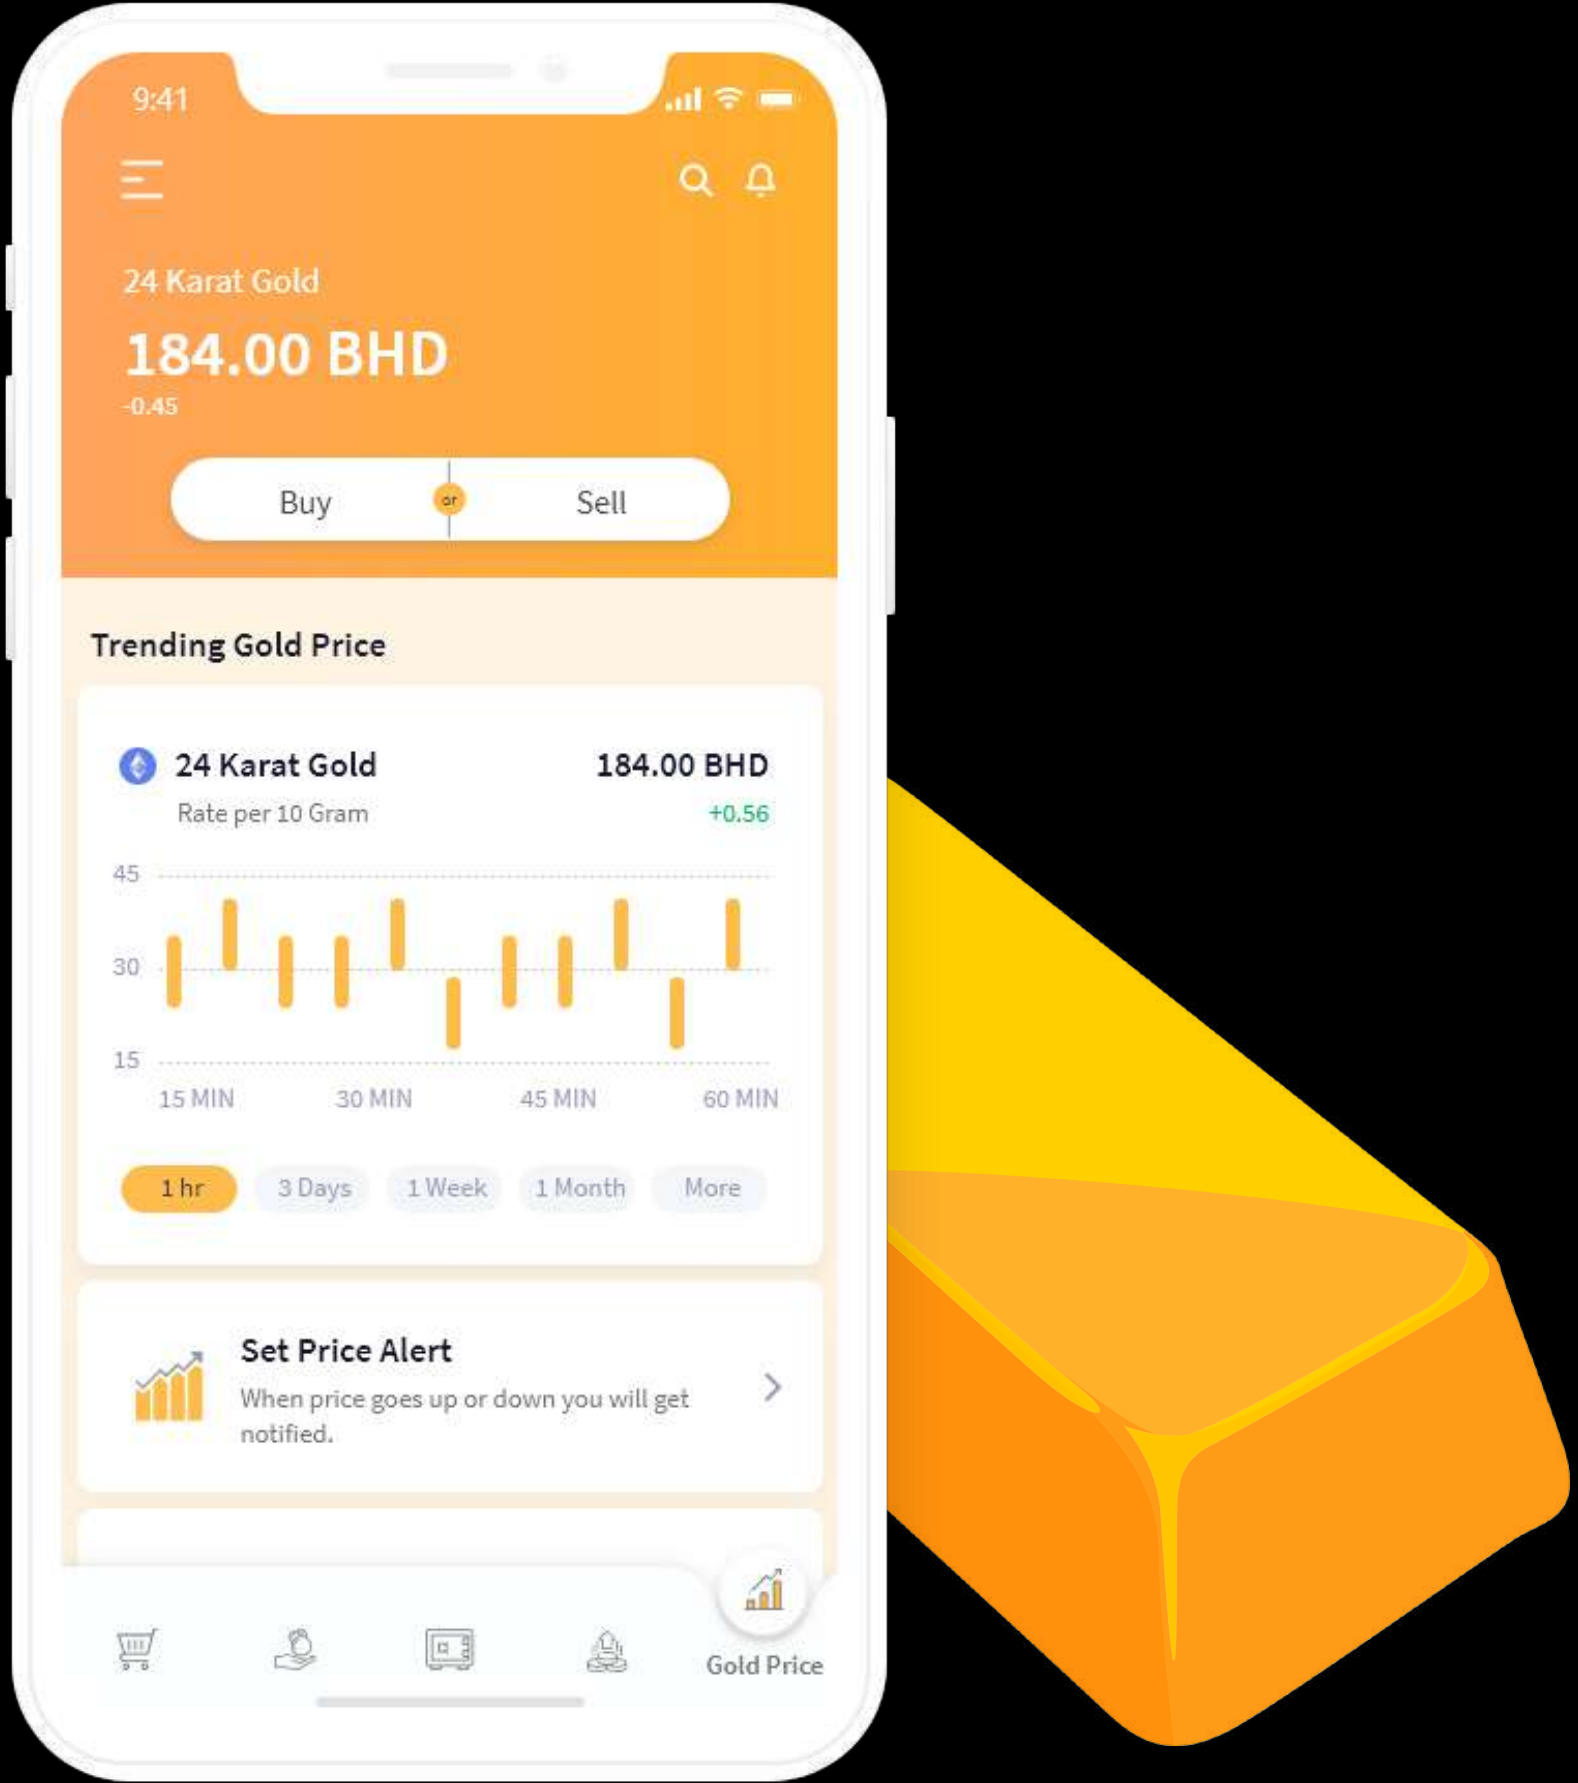 9:41
24 Karat Gold
184.00 BHD
-0.45
Buy or Sell
Trending Gold Price
24 Karat Gold 184.00 BHD
Rate per 10 Gram +0.56
45
30
15
15 MIN 30 MIN 45 MIN 60 MIN
1 hr 3 Days 1 Week 1 Month More
Set Price Alert
When price goes up or down you will get
notified.
Gold Price